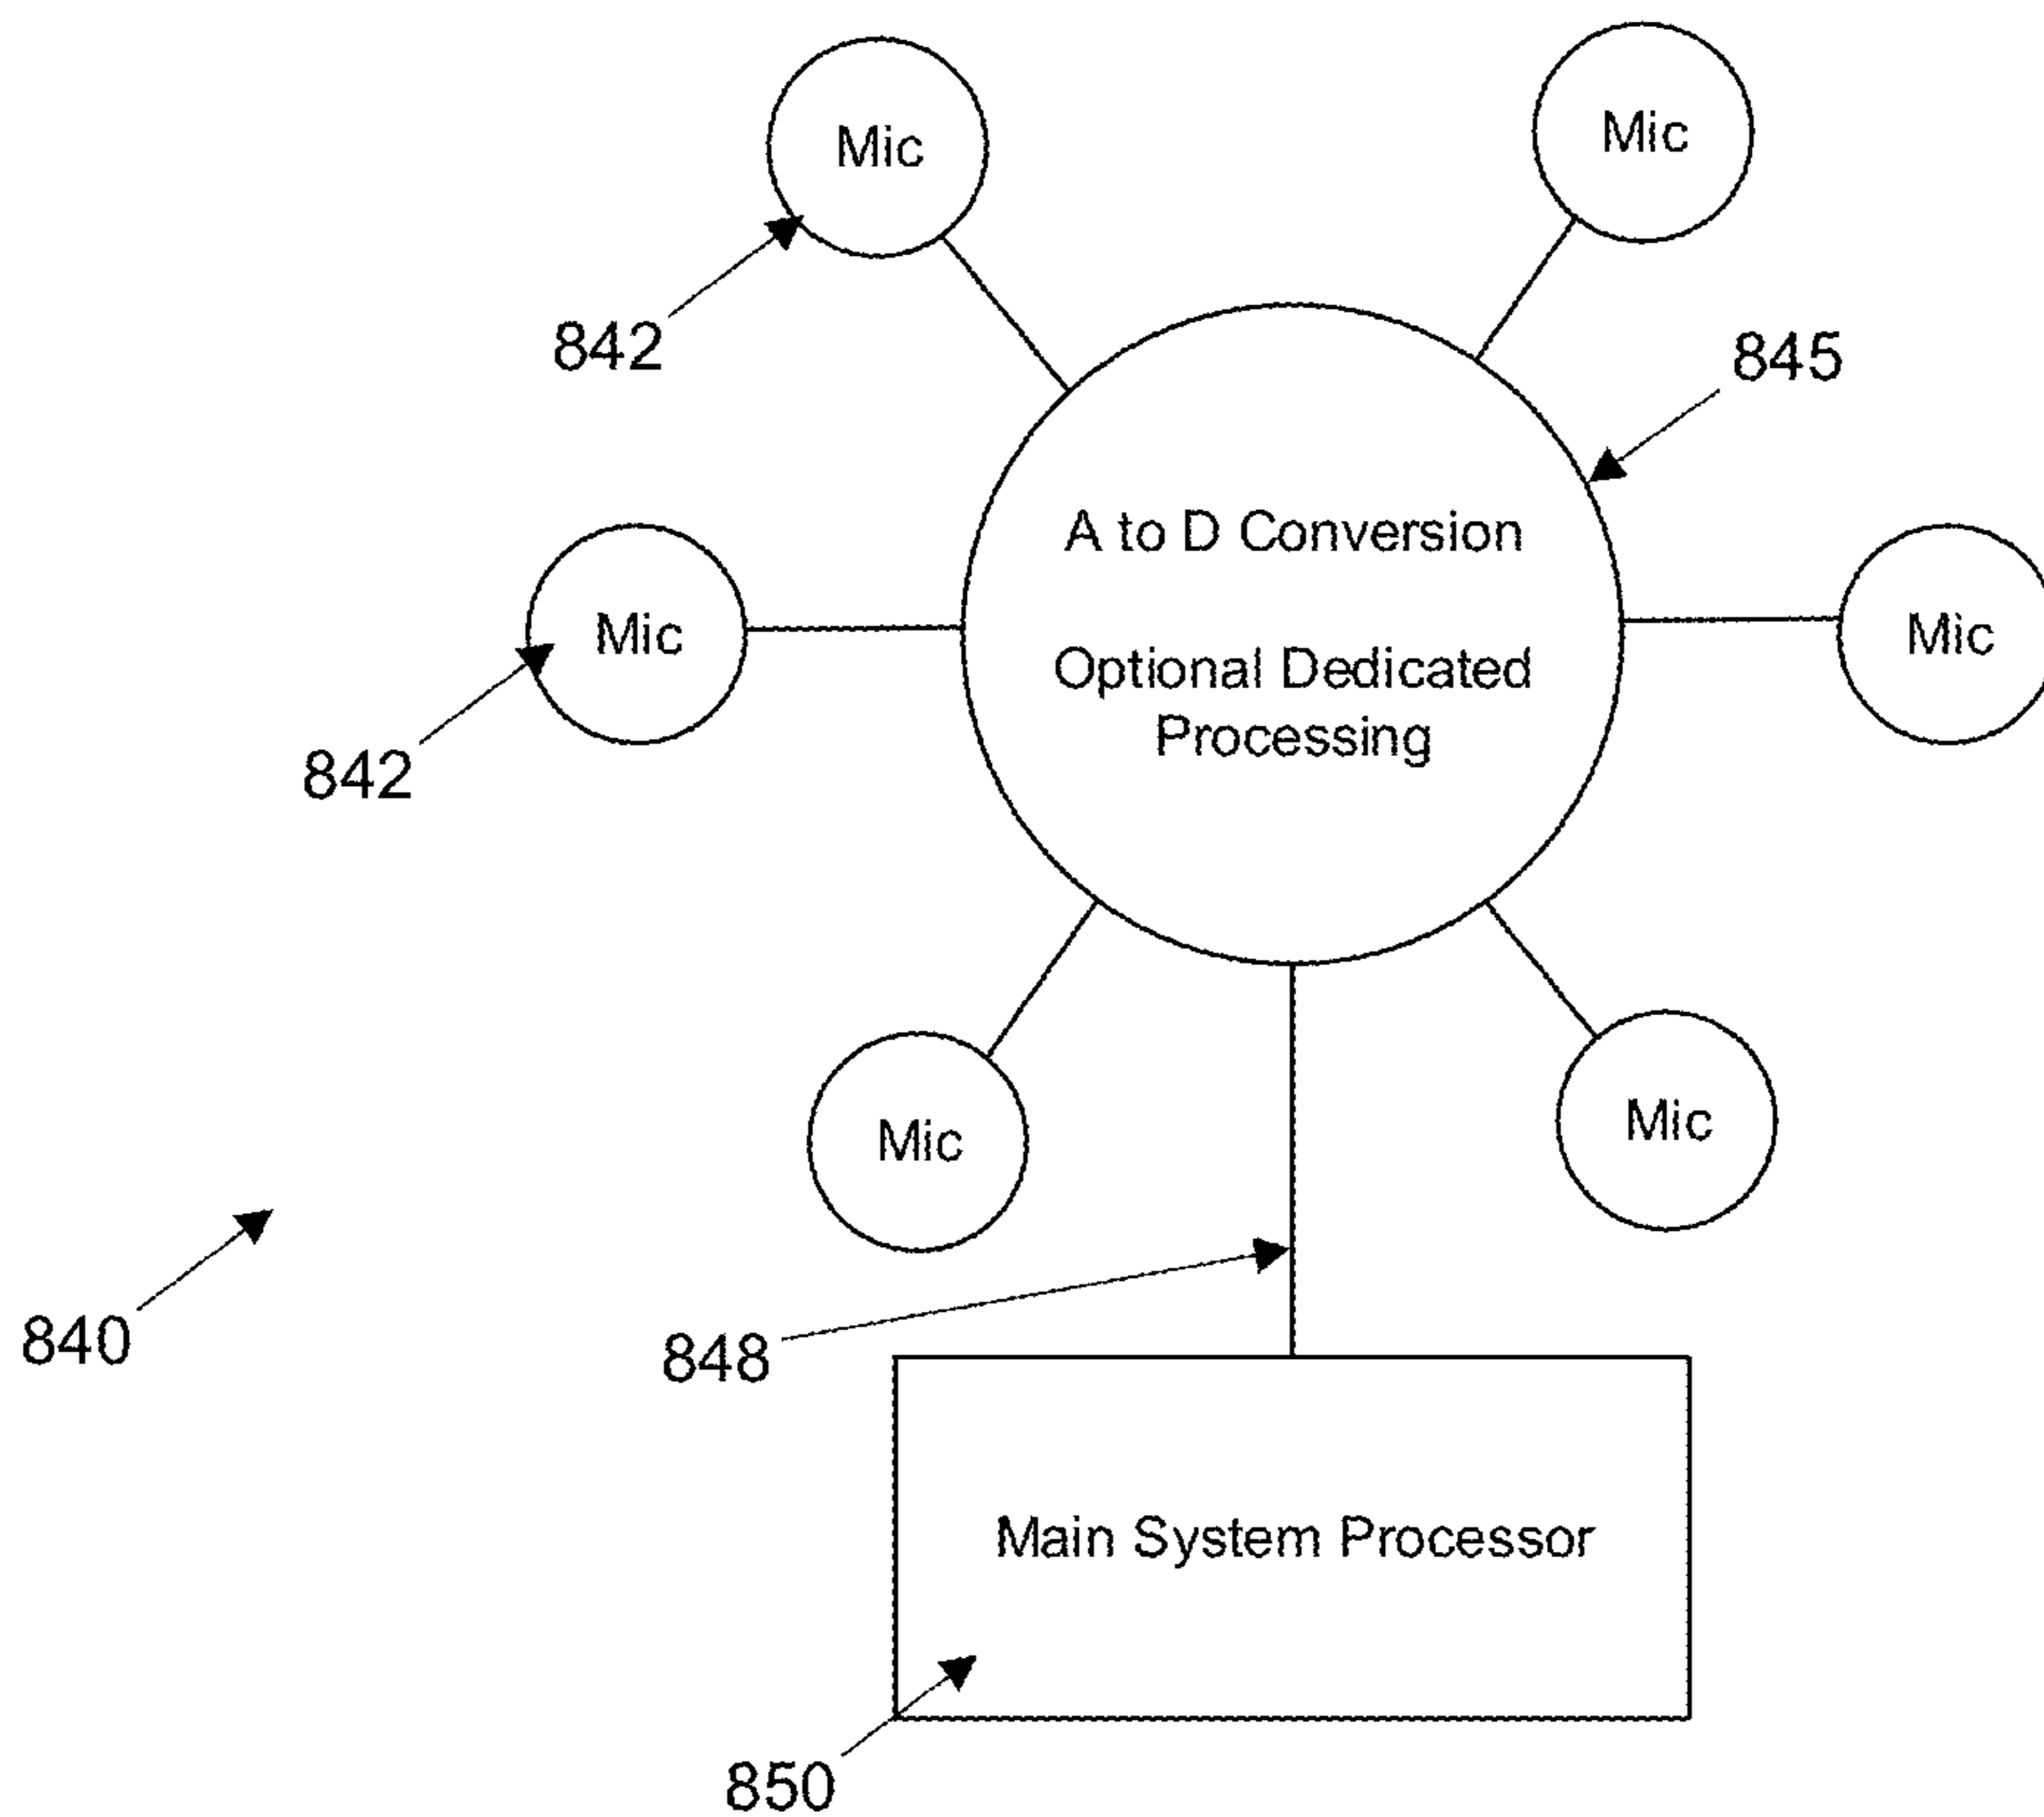 Mic
Mic
842
845
A to D Conversion
Mic
Mic
Optional Dedicated
Processing
842
Mic
Mic
840
848
Main System Processor
850